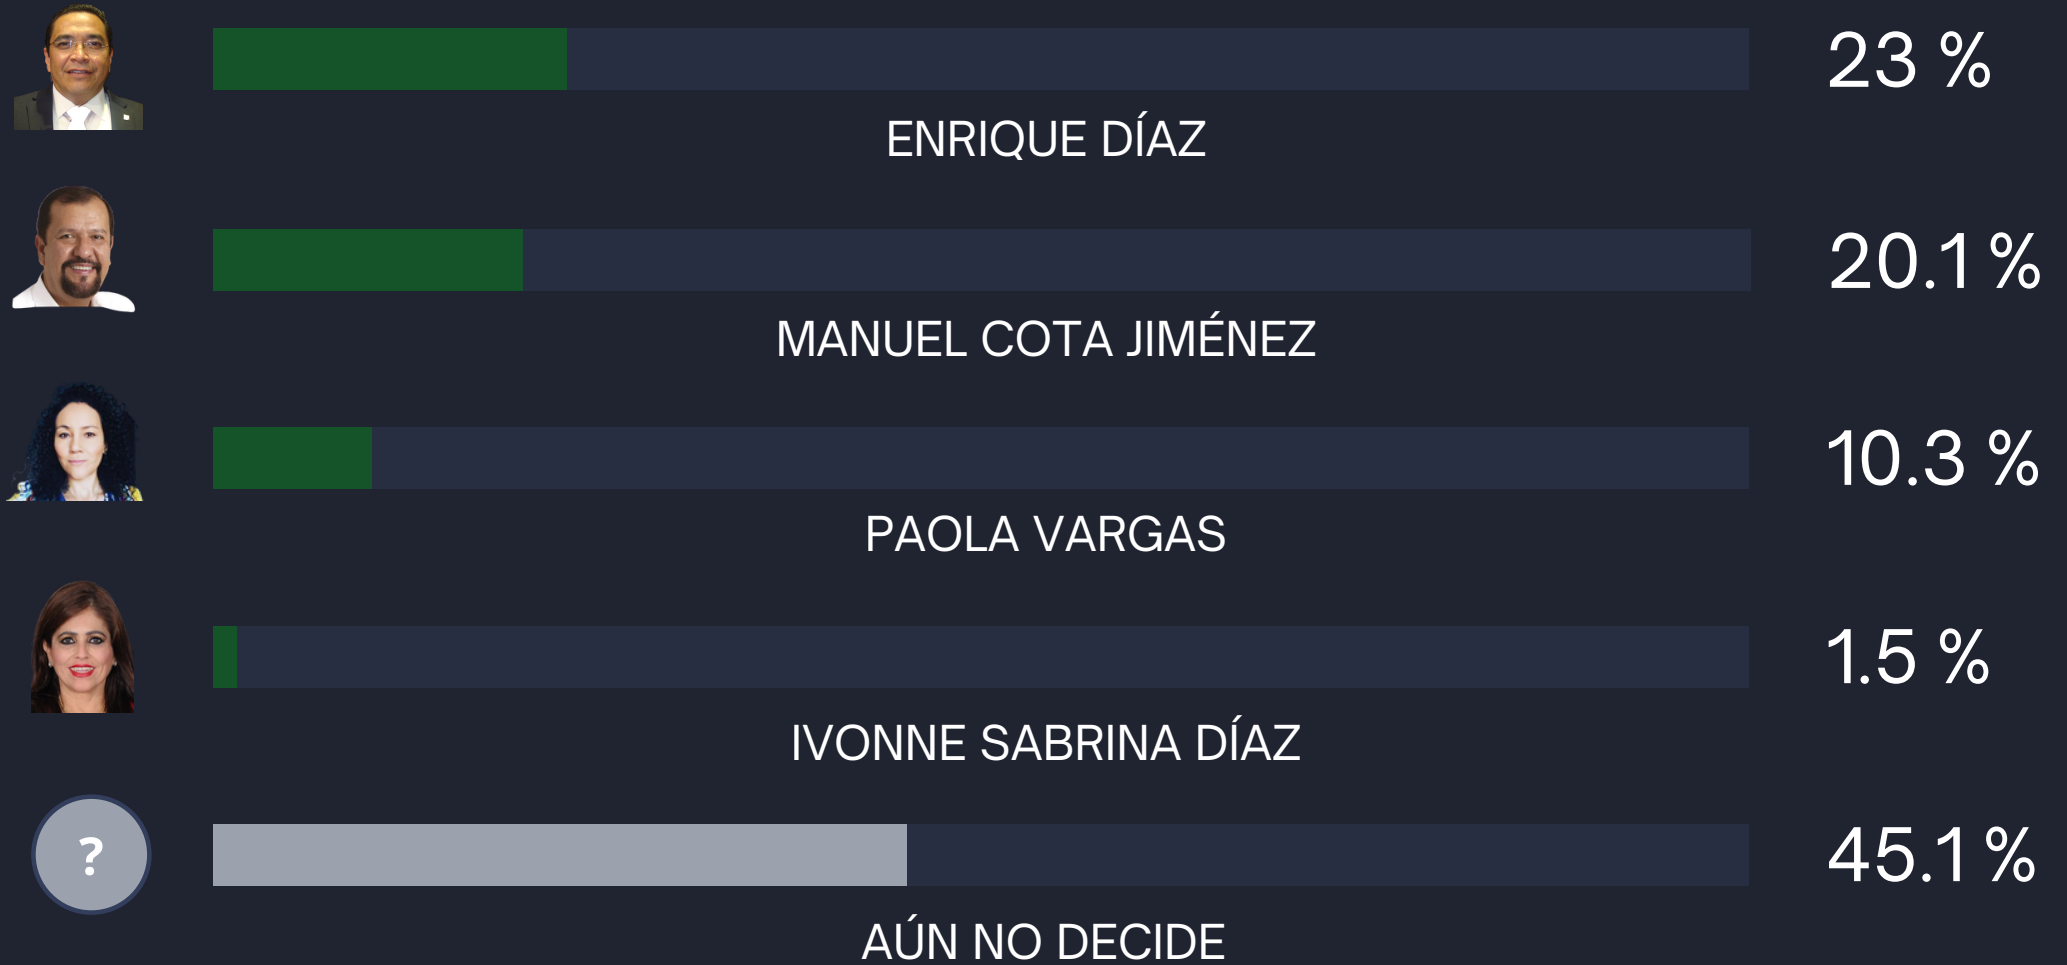 23 %
ENRIQUE DÍAZ
20.1 %
MANUEL COTA JIMÉNEZ
10.3 %
PAOLA VARGAS
1.5 %
IVONNE SABRINA DÍAZ
?
45.1 %
AÚN NO DECIDE